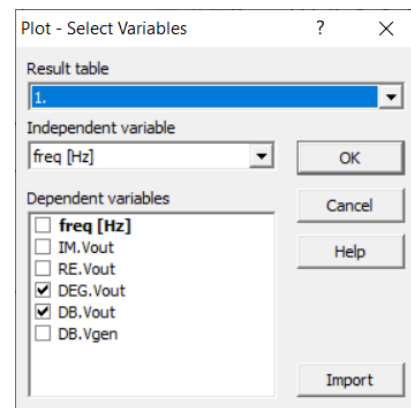 Plot - Select Variables ?
Result table
1.
Independent variable
freq [Hz]
OK
Dependent variables
Cancel
freq [Hz]
IM.Vout
Help
RE.Vout
DEG.Vout
DB.Vout
DB.Vgen
Import